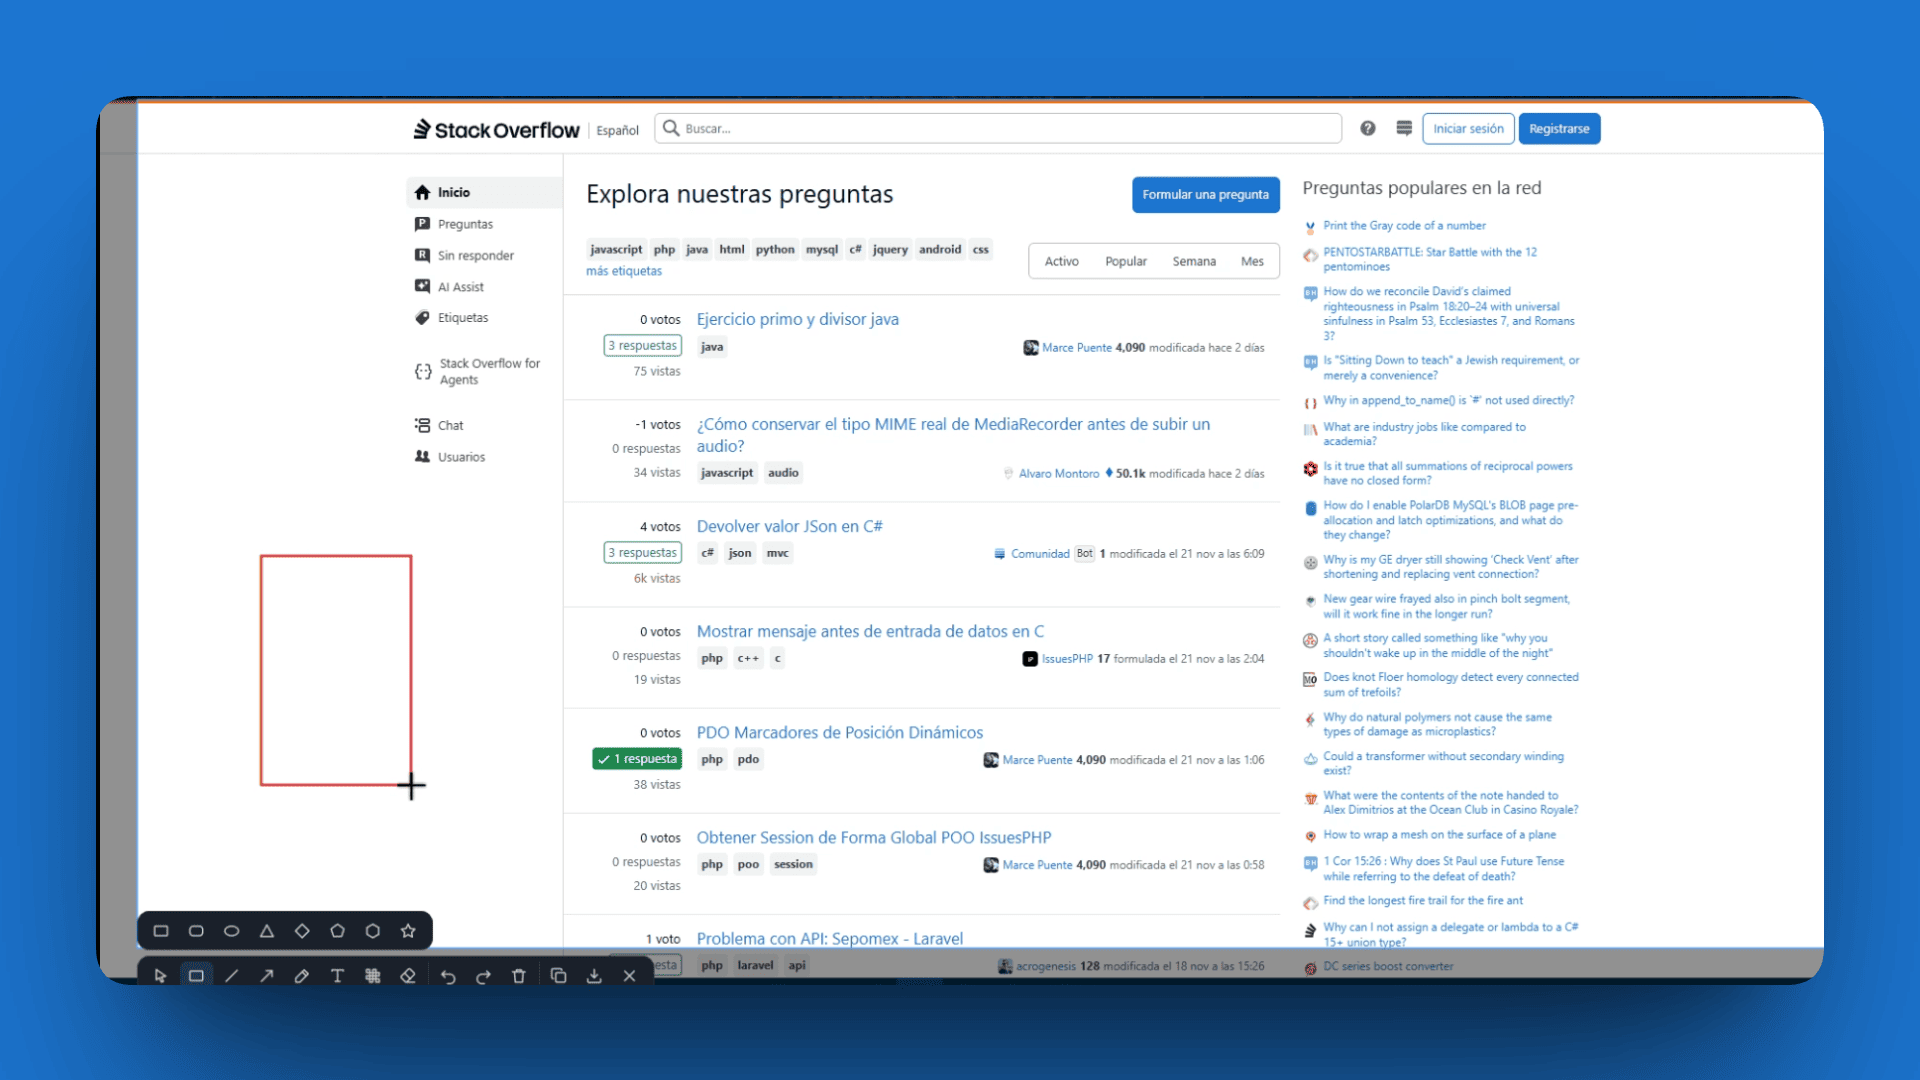 Stack Overflow
Español
Buscar...
Iniciar sesión
Registrarse
Inicio
Preguntas
Sin responder
AI Assist
Etiquetas
Stack Overflow for
Agents
Chat
Usuarios
Explora nuestras preguntas
Formular una pregunta
javascript php java html python mysql c# jquery android css
más etiquetas
Activo Popular Semana Mes
0 votos
Ejercicio primo y divisor java
3 respuestas
java
Marce Puente 4,090 modificada hace 2 días
75 vistas
-1 votos
¿Cómo conservar el tipo MIME real de MediaRecorder antes de subir un
audio?
0 respuestas
34 vistas
javascript audio
Alvaro Montoro ♦ 50.1k modificada hace 2 días
4 votos
Devolver valor JSon en C#
3 respuestas
c# json mvc
Comunidad Bot 1 modificada el 21 nov a las 6:09
6k vistas
0 votos
Mostrar mensaje antes de entrada de datos en C
0 respuestas
php c++ c
IssuesPHP 17 formulada el 21 nov a las 2:04
19 vistas
0 votos
PDO Marcadores de Posición Dinámicos
1 respuesta
php pdo
Marce Puente 4,090 modificada el 21 nov a las 1:06
38 vistas
0 votos
Obtener Session de Forma Global POO IssuesPHP
0 respuestas
php poo session
Marce Puente 4,090 modificada el 21 nov a las 0:58
20 vistas
1 voto
Problema con API: Sepomex - Laravel
esta
php laravel api
acrogenesis 128 modificada el 18 nov a las 15:26
Preguntas populares en la red
Print the Gray code of a number
PENTOSTARBATTLE: Star Battle with the 12
pentominoes
How do we reconcile David's claimed
righteousness in Psalm 18:20–24 with universal
sinfulness in Psalm 53, Ecclesiastes 7, and Romans
3?
Is "Sitting Down to teach" a Jewish requirement, or
merely a convenience?
Why in append_to_name() is `#' not used directly?
What are industry jobs like compared to
academia?
Is it true that all summations of reciprocal powers
have no closed form?
How do I enable PolarDB MySQL's BLOB page pre-
allocation and latch optimizations, and what do
they change?
Why is my GE dryer still showing 'Check Vent' after
shortening and replacing vent connection?
New gear wire frayed also in pinch bolt segment,
will it work fine in the longer run?
A short story called something like "why you
shouldn't wake up in the middle of the night"
Does knot Floer homology detect every connected
sum of trefoils?
Why do natural polymers not cause the same
types of damage as microplastics?
Could a transformer without secondary winding
exist?
What were the contents of the note handed to
Alex Dimitrios at the Ocean Club in Casino Royale?
How to wrap a mesh on the surface of a plane
1 Cor 15:26 : Why does St Paul use Future Tense
while referring to the defeat of death?
Find the longest fire trail for the fire ant
Why can I not assign a delegate or lambda to a C#
15+ union type?
DC series boost converter